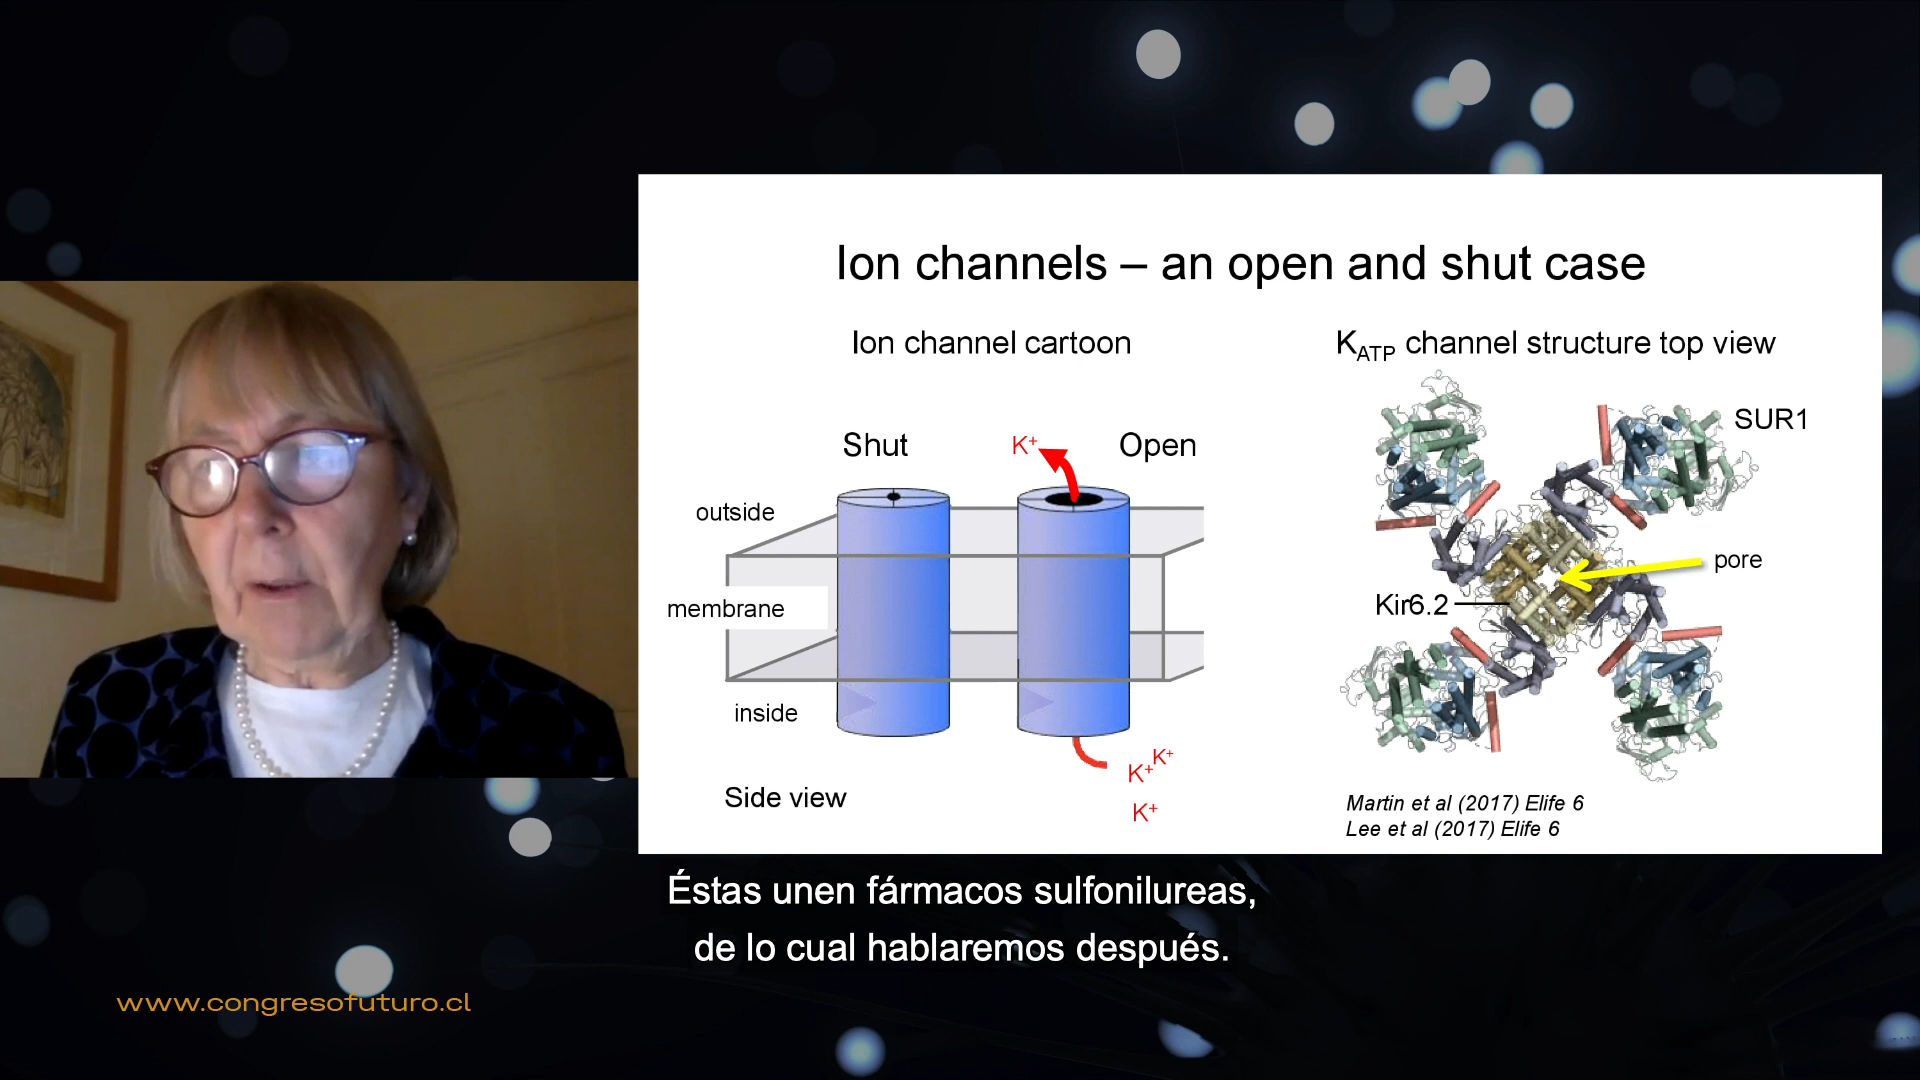 Ion channels – an open and shut case
Ion channel cartoon
Shut
K⁺
Open
outside
membrane
inside
K⁺
K⁺
K⁺
Side view
K_ATP channel structure top view
SUR1
pore
Kir6.2
Martin et al (2017) Elife 6
Lee et al (2017) Elife 6
Éstas unen fármacos sulfonilureas,
de lo cual hablaremos después.
www.congresofuturo.cl